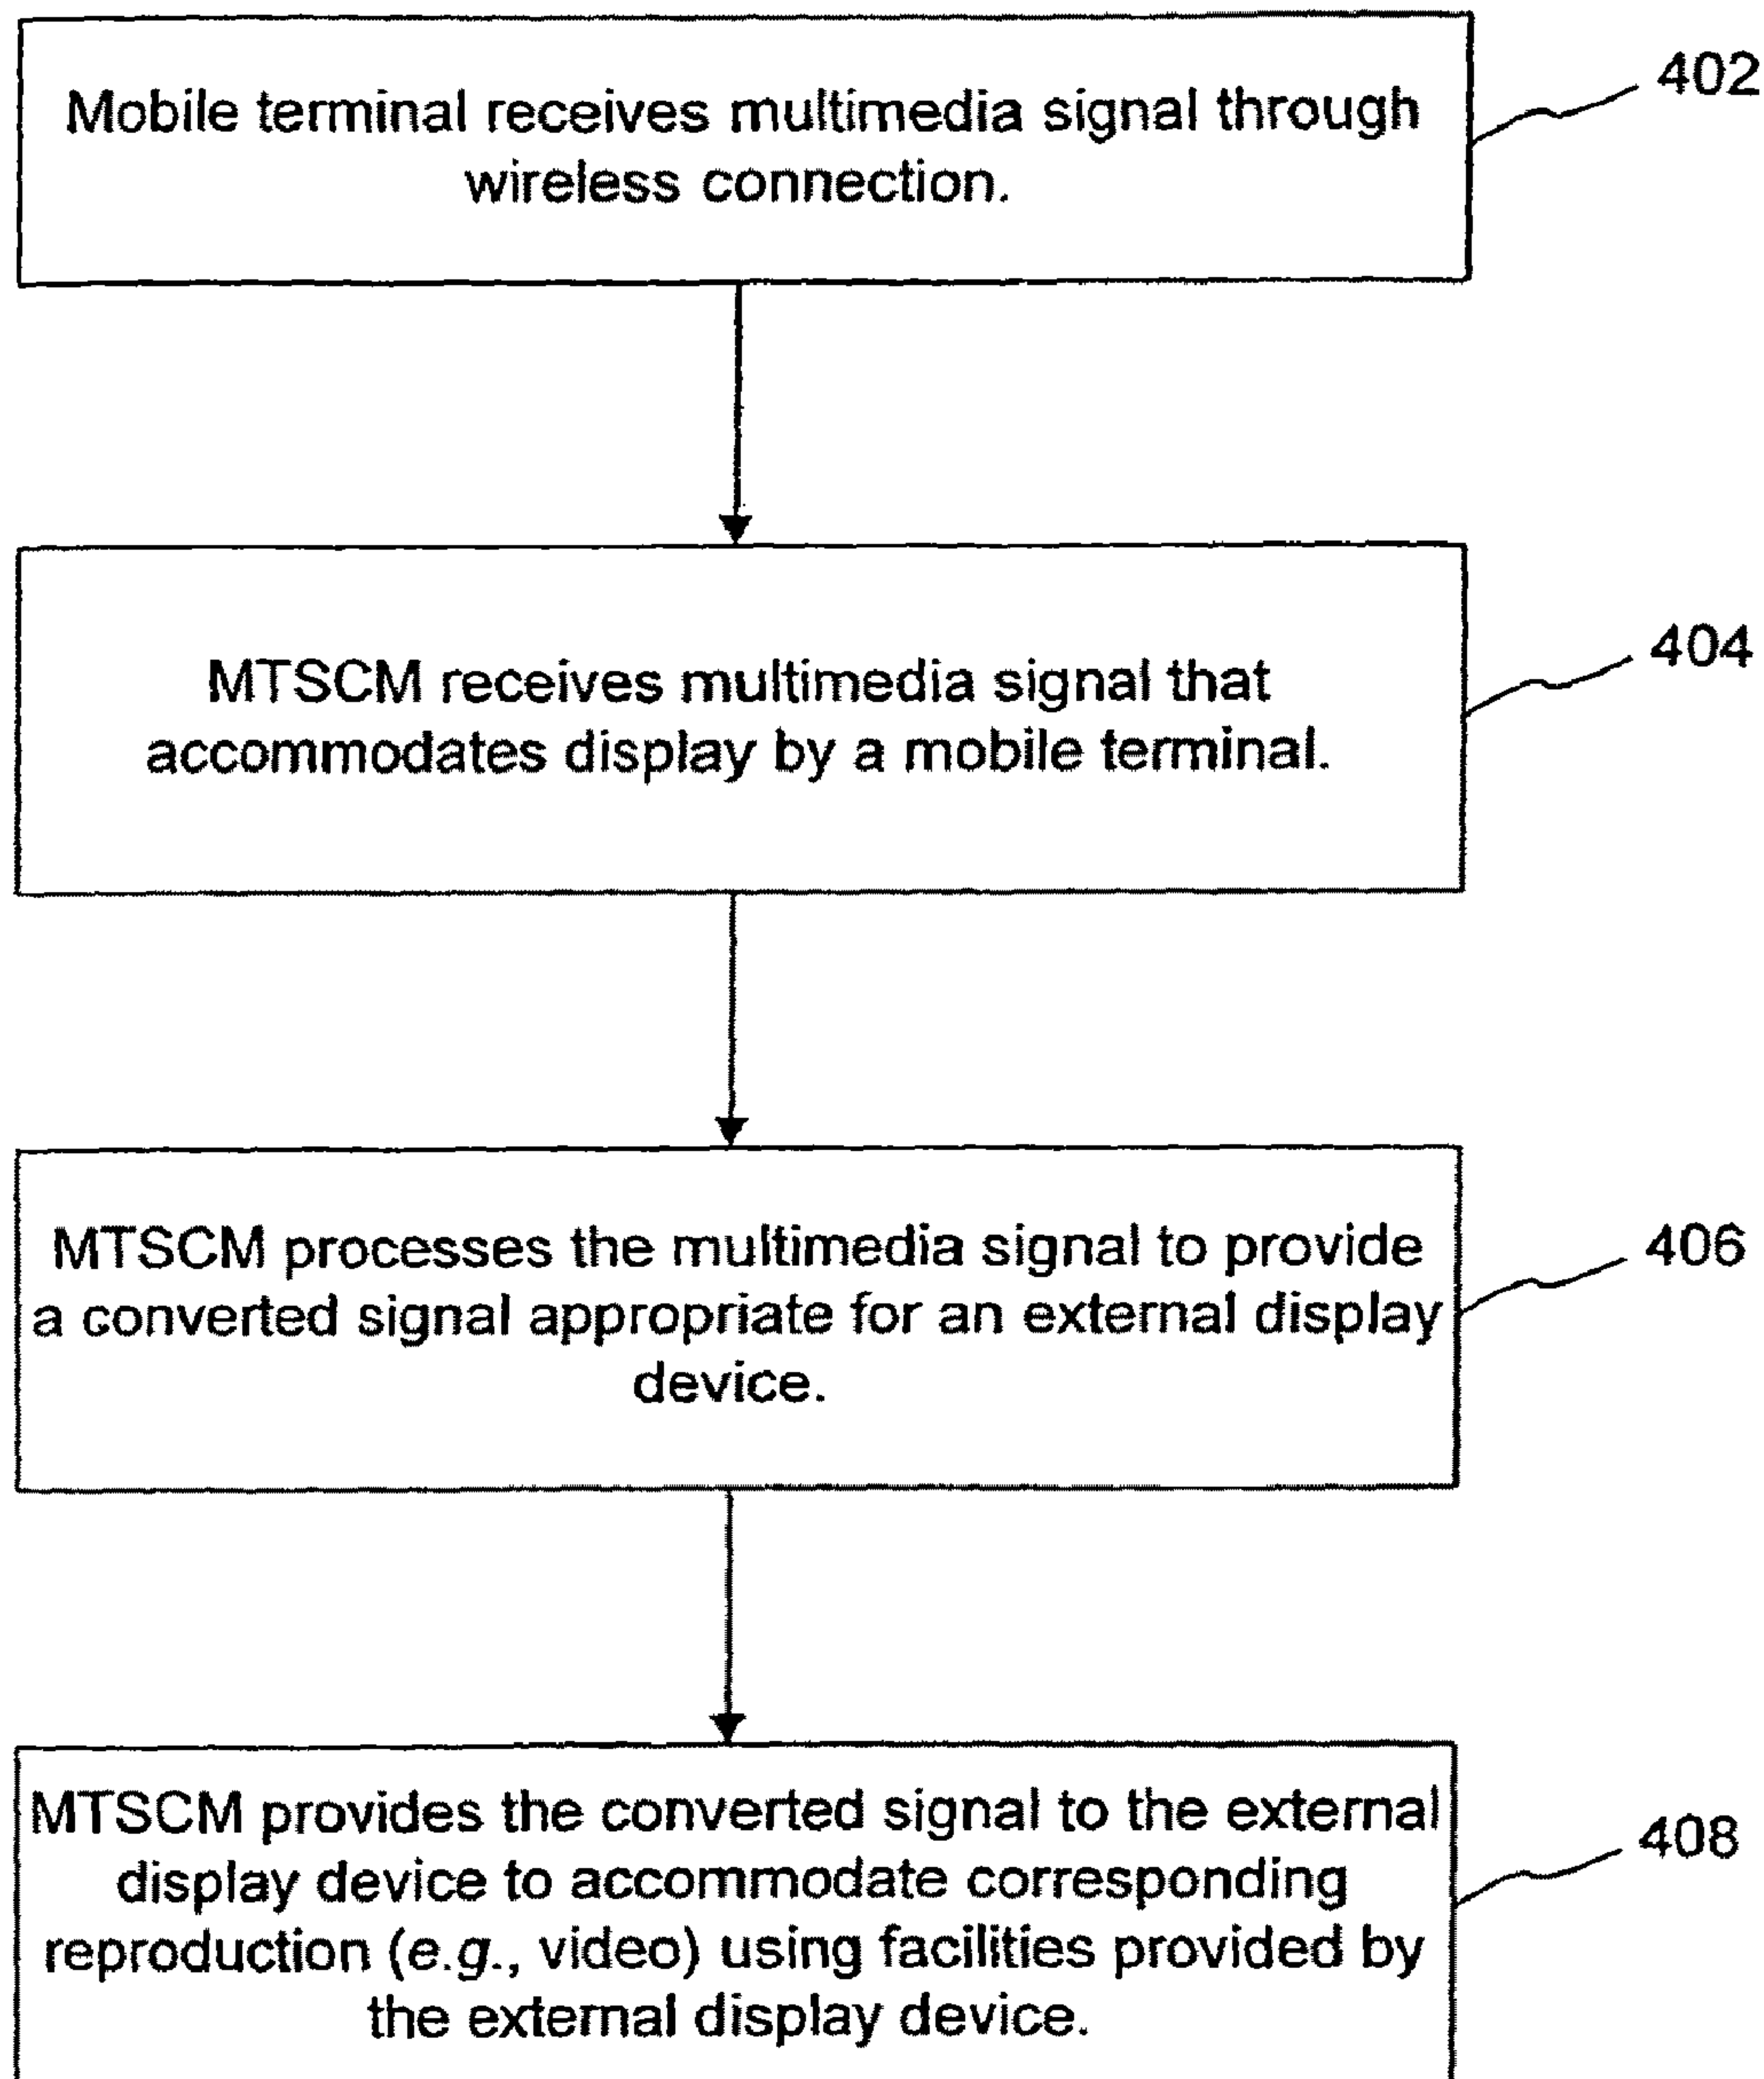 Mobile terminal receives multimedia signal through
wireless connection.
402
MTSCM receives multimedia signal that
accommodates display by a mobile terminal.
404
MTSCM processes the multimedia signal to provide
a converted signal appropriate for an external display
device.
406
MTSCM provides the converted signal to the external
display device to accommodate corresponding
reproduction (e.g., video) using facilities provided by
the external display device.
408